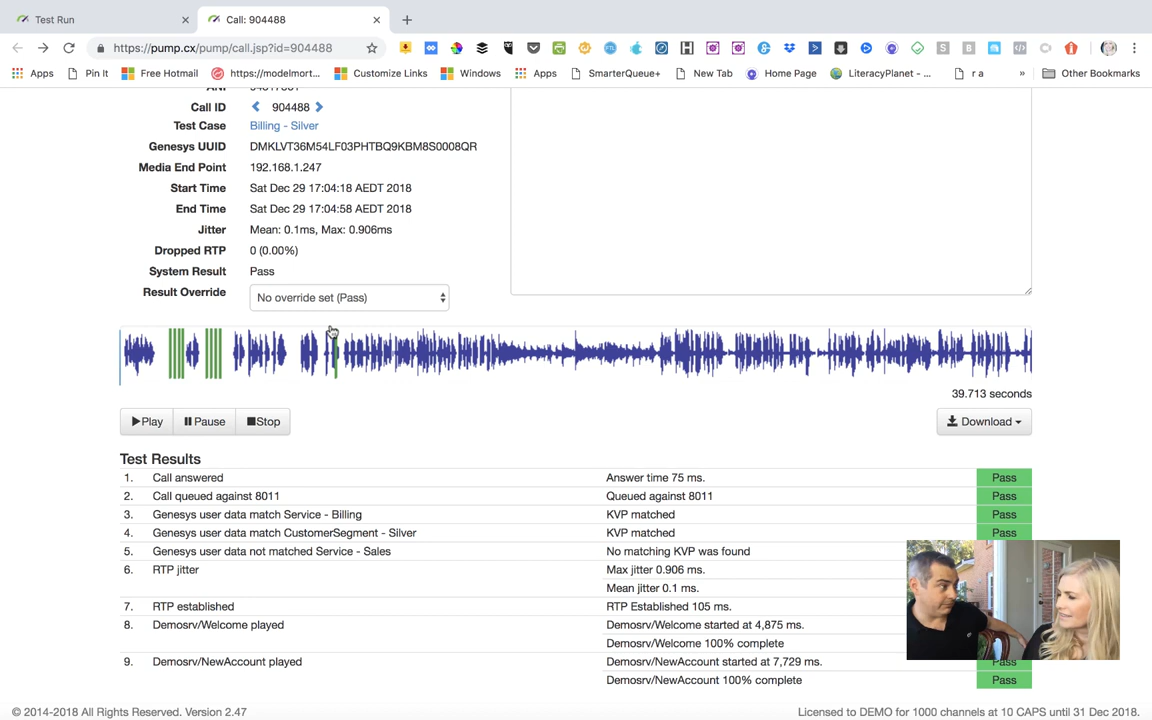 Test Run
Call: 904488
https://pump.cx/pump/call.jsp?id=904488
Apps Pin It Free Hotmail https://modelmort... Customize Links Windows Apps SmarterQueue+ New Tab Home Page LiteracyPlanet - ... r a » Other Bookmarks
Call ID 904488
Test Case Billing - Silver
Genesys UUID DMKLVT36M54LF03PHTBQ9KBM8S0008QR
Media End Point 192.168.1.247
Start Time Sat Dec 29 17:04:18 AEDT 2018
End Time Sat Dec 29 17:04:58 AEDT 2018
Jitter Mean: 0.1ms, Max: 0.906ms
Dropped RTP 0 (0.00%)
System Result Pass
Result Override No override set (Pass)
39.713 seconds
Play Pause Stop Download
Test Results
1. Call answered Answer time 75 ms. Pass
2. Call queued against 8011 Queued against 8011 Pass
3. Genesys user data match Service - Billing KVP matched Pass
4. Genesys user data match CustomerSegment - Silver KVP matched Pass
5. Genesys user data not matched Service - Sales No matching KVP was found
6. RTP jitter Max jitter 0.906 ms.
Mean jitter 0.1 ms.
7. RTP established RTP Established 105 ms.
8. Demosrv/Welcome played Demosrv/Welcome started at 4,875 ms.
Demosrv/Welcome 100% complete
9. Demosrv/NewAccount played Demosrv/NewAccount started at 7,729 ms. Pass
Demosrv/NewAccount 100% complete Pass
© 2014-2018 All Rights Reserved. Version 2.47
Licensed to DEMO for 1000 channels at 10 CAPS until 31 Dec 2018.